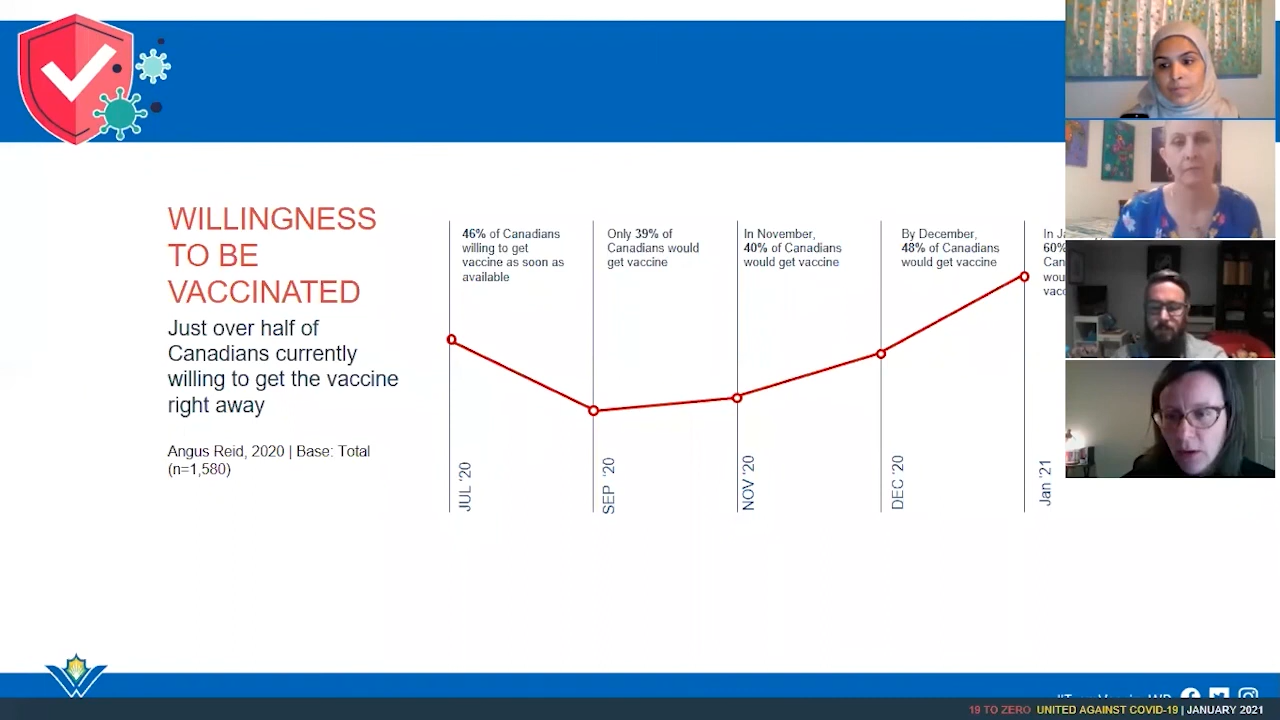 WILLINGNESS
TO BE
VACCINATED
Just over half of
Canadians currently
willing to get the vaccine
right away
Angus Reid, 2020 | Base: Total
(n=1,580)
46% of Canadians
willing to get
vaccine as soon as
available
Only 39% of
Canadians would
get vaccine
In November,
40% of Canadians
would get vaccine
By December,
48% of Canadians
would get vaccine
In
60%
JUL '20
SEP '20
NOV '20
DEC '20
Jan '21
19 TO ZERO UNITED AGAINST COVID-19 | JANUARY 2021